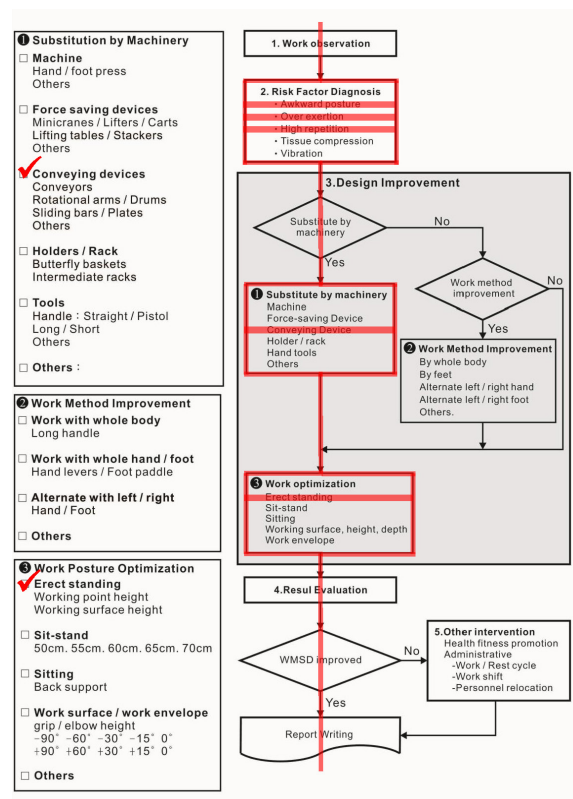 ❶ Substitution by Machinery
□ Machine
Hand / foot press
Others
□ Force saving devices
Minicranes / Lifters / Carts
Lifting tables / Stackers
Others
□ Conveying devices
Conveyors
Rotational arms / Drums
Sliding bars / Plates
Others
□ Holders / Rack
Butterfly baskets
Intermediate racks
□ Tools
Handle : Straight / Pistol
Long / Short
Others
□ Others :
❷ Work Method Improvement
□ Work with whole body
Long handle
□ Work with whole hand / foot
Hand levers / Foot paddle
□ Alternate with left / right
Hand / Foot
□ Others
❸ Work Posture Optimization
Erect standing
Working point height
Working surface height
□ Sit-stand
50cm. 55cm. 60cm. 65cm. 70cm
□ Sitting
Back support
□ Work surface / work envelope
grip / elbow height
−90° −60° −30° −15° 0°
+90° +60° +30° +15° 0°
□ Others
1. Work observation
2. Risk Factor Diagnosis
· Awkward posture
· Over exertion
· High repetition
· Tissue compression
· Vibration
3.Design Improvement
Substitute by
machinery
No
Yes
Work method
improvement
No
Yes
❶ Substitute by machinery
Machine
Force-saving Device
Conveying Device
Holder / rack
Hand tools
Others
❷ Work Method Improvement
By whole body
By feet
Alternate left / right hand
Alternate left / right foot
Others.
❸ Work optimization
Erect standing
Sit-stand
Sitting
Working surface, height, depth
Work envelope
4.Resul Evaluation
WMSD improved
No
Yes
5.Other intervention
Health fitness promotion
Administrative
-Work / Rest cycle
-Work shift
-Personnel relocation
Report Writing